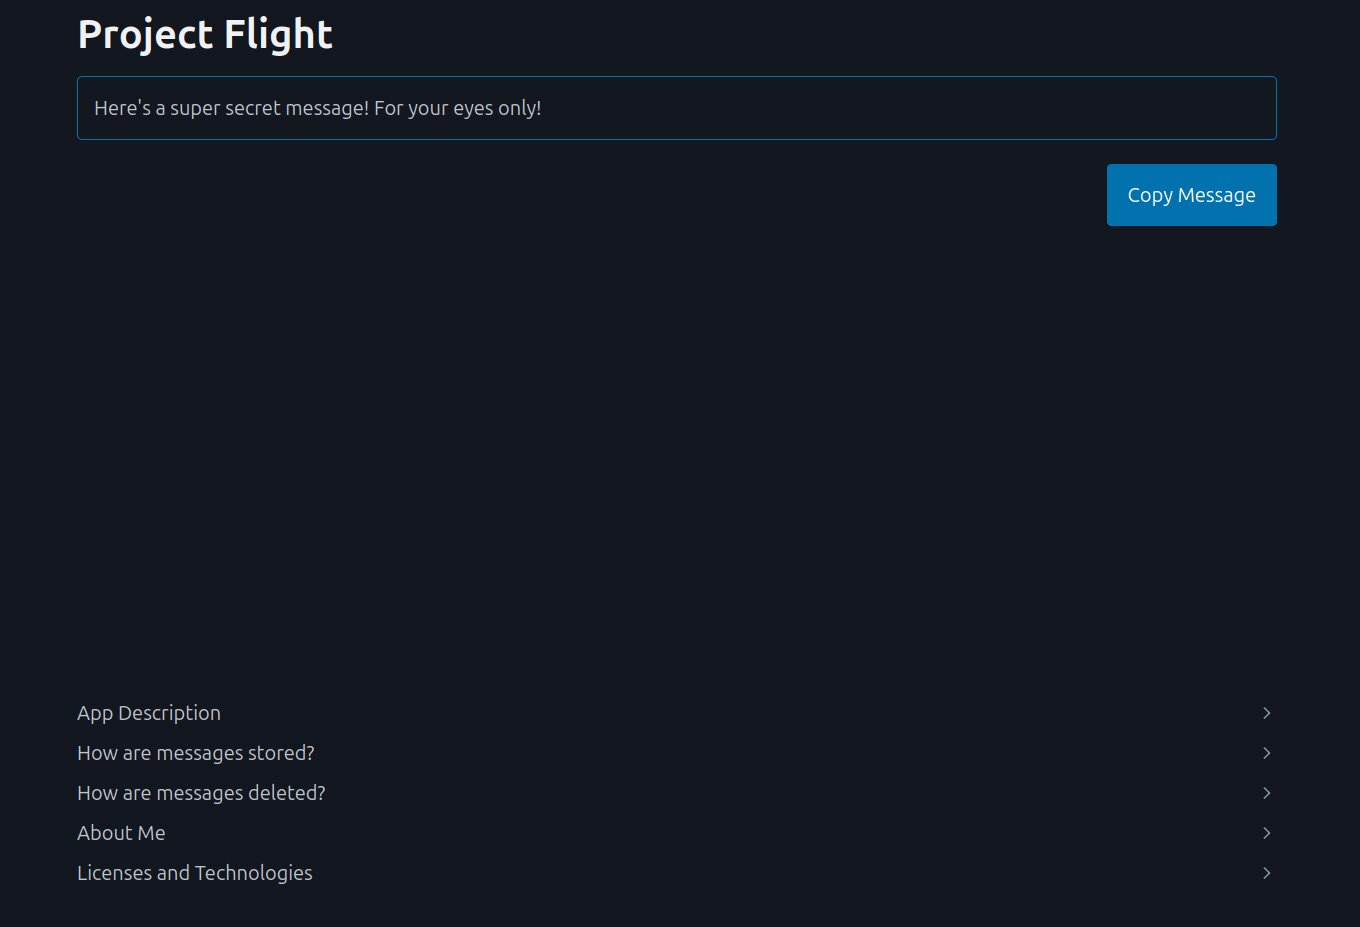 Project Flight
Here's a super secret message! For your eyes only!
Copy Message
App Description
How are messages stored?
How are messages deleted?
About Me
Licenses and Technologies